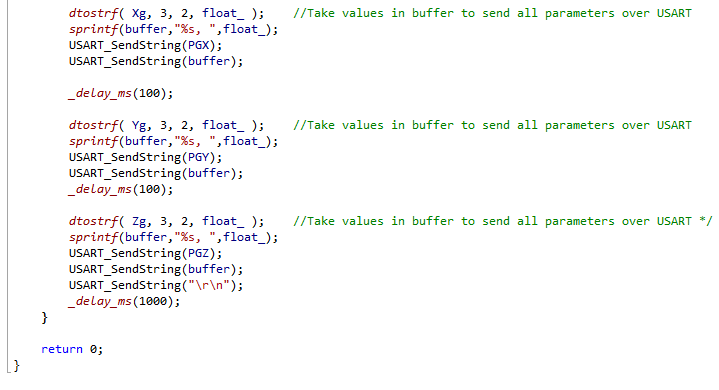 dtostrf( Xg, 3, 2, float_ );    //Take values in buffer to send all parameters over USART
sprintf(buffer,"%s, ",float_);
USART_SendString(PGX);
USART_SendString(buffer);
_delay_ms(100);
dtostrf( Yg, 3, 2, float_ );    //Take values in buffer to send all parameters over USART
sprintf(buffer,"%s, ",float_);
USART_SendString(PGY);
USART_SendString(buffer);
_delay_ms(100);
dtostrf( Zg, 3, 2, float_ );    //Take values in buffer to send all parameters over USART */
sprintf(buffer,"%s, ",float_);
USART_SendString(PGZ);
USART_SendString(buffer);
USART_SendString("\r\n");
_delay_ms(1000);
}
return 0;
}